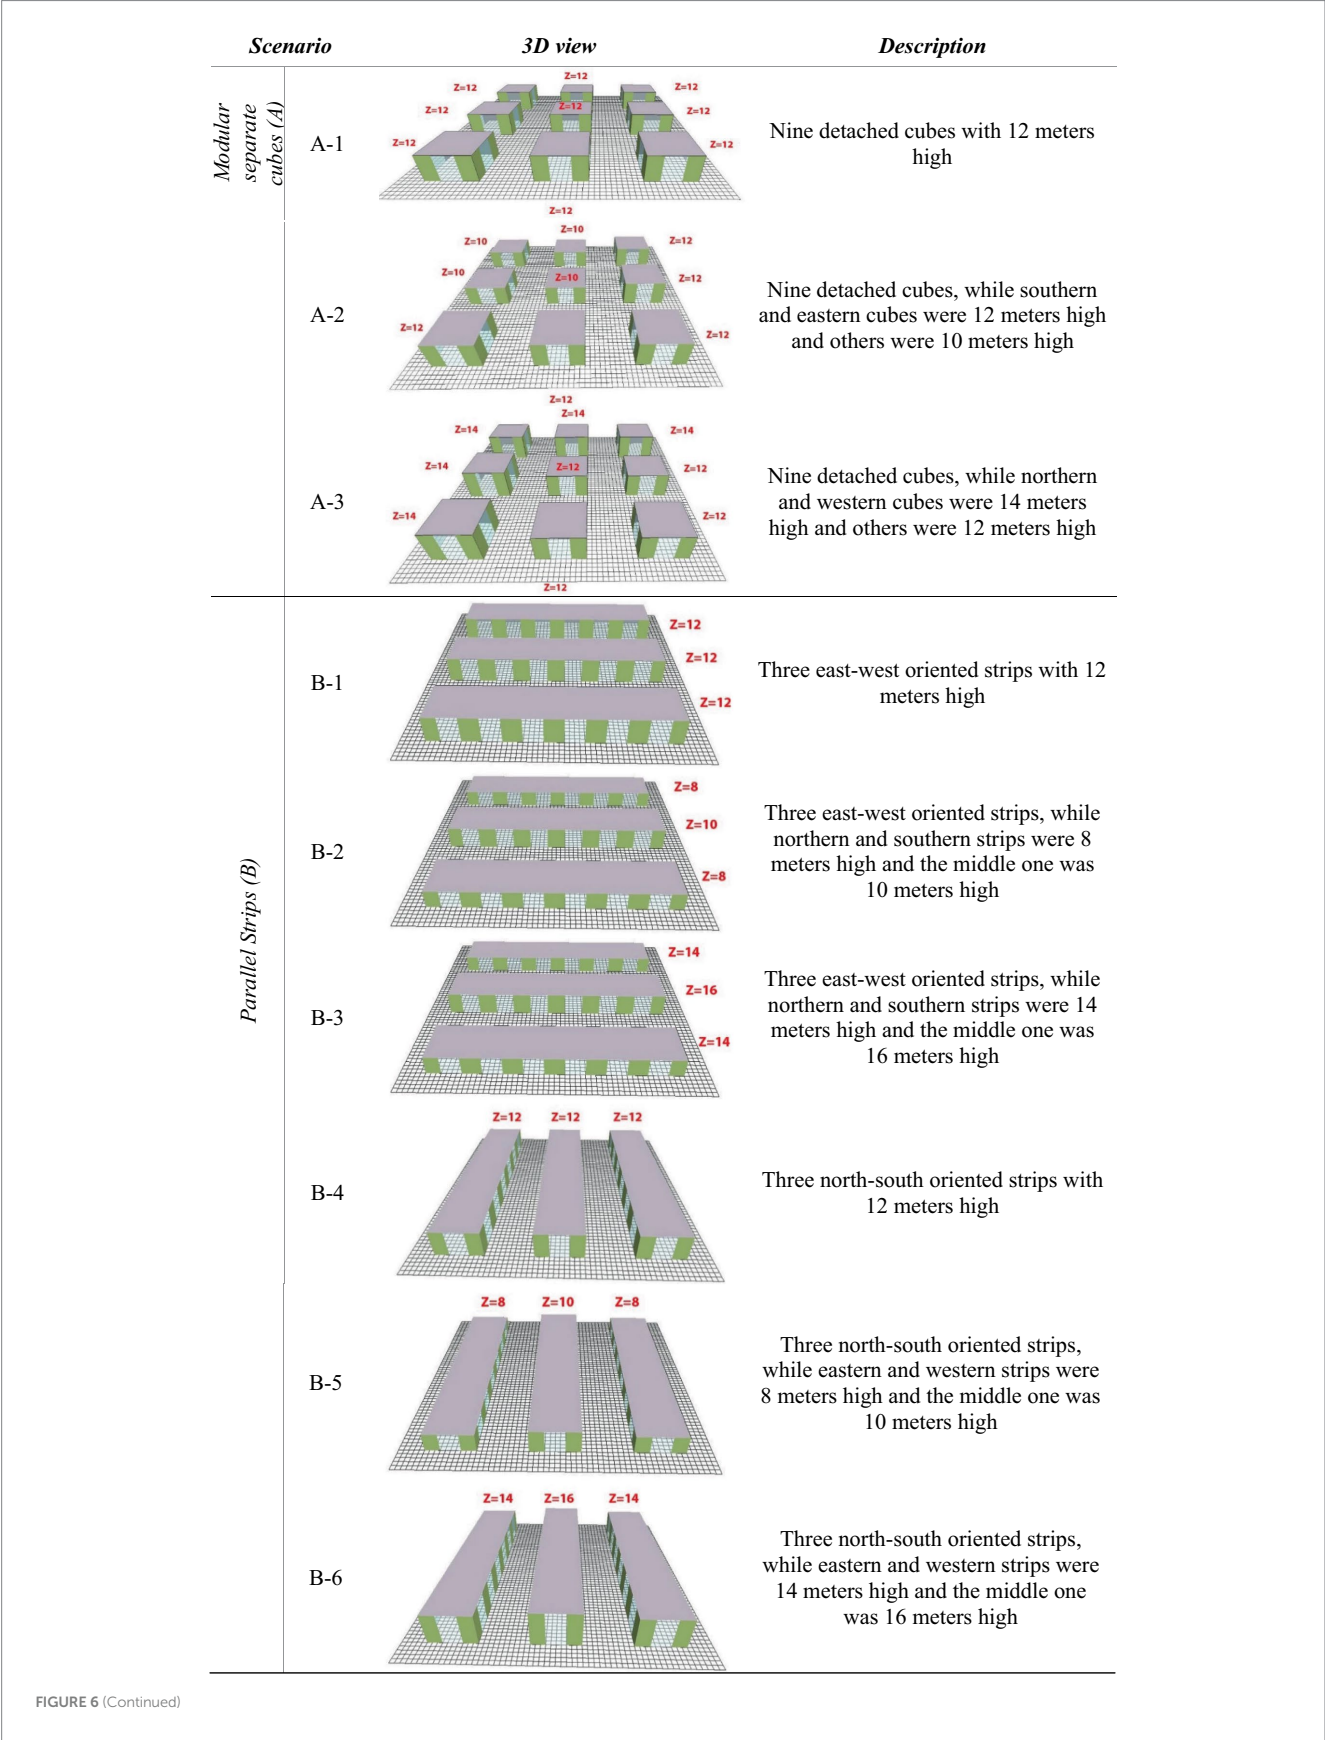 Scenario 3D view Description
Modular
separate
cubes (A)
A-1
Z=12
Z=12
Z=12
Z=12
Z=12
Z=12
Z=12
Z=12
Z=12
Nine detached cubes with 12 meters
high
A-2
Z=10
Z=10
Z=12
Z=10
Z=10
Z=12
Z=12
Z=12
Z=12
Nine detached cubes, while southern
and eastern cubes were 12 meters high
and others were 10 meters high
A-3
Z=14
Z=14
Z=14
Z=14
Z=12
Z=12
Z=14
Z=12
Z=12
Nine detached cubes, while northern
and western cubes were 14 meters
high and others were 12 meters high
Parallel Strips (B)
B-1
Z=12
Z=12
Z=12
Three east-west oriented strips with 12
meters high
B-2
Z=8
Z=10
Z=8
Three east-west oriented strips, while
northern and southern strips were 8
meters high and the middle one was
10 meters high
B-3
Z=14
Z=16
Z=14
Three east-west oriented strips, while
northern and southern strips were 14
meters high and the middle one was
16 meters high
B-4
Z=12 Z=12 Z=12
Three north-south oriented strips with
12 meters high
B-5
Z=8 Z=10 Z=8
Three north-south oriented strips,
while eastern and western strips were
8 meters high and the middle one was
10 meters high
B-6
Z=14 Z=16 Z=14
Three north-south oriented strips,
while eastern and western strips were
14 meters high and the middle one
was 16 meters high
FIGURE 6 (Continued)